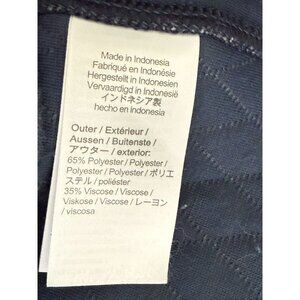 Made in Indonesia
Fabriqué en Indonésie
Hergestellt in Indonesien
Vervaardigd in Indonesië
インドネシア製
hecho en indonesia
Outer / Extérieur /
Aussen / Buitenste /
アウター / exterior:
65% Polyester / Polyester /
Polyester / Polyester / ポリエ
ステル / poliéster
35% Viscose / Viscose /
Viskose / Viscose / レーヨン
/ viscosa